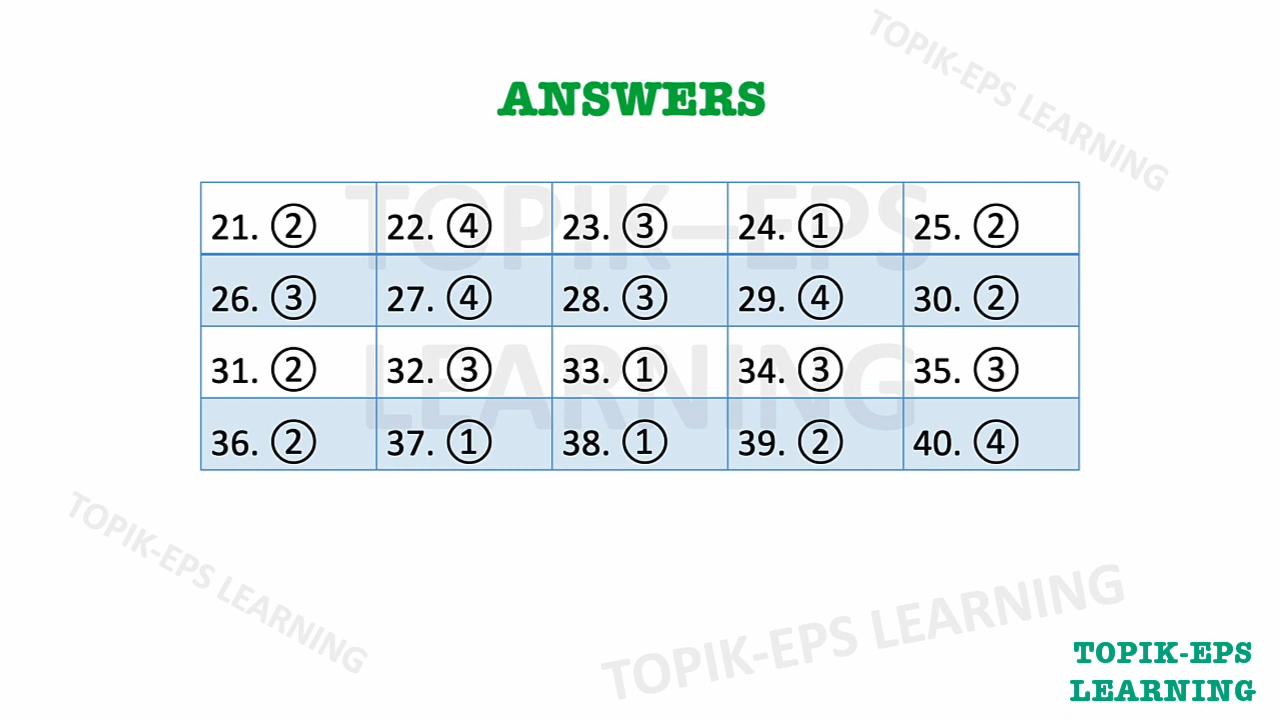 TOPIK-EPS LEARNING
ANSWERS
TOPIK-EPS
LEARNING
21. ② 22. ④ 23. ③ 24. ① 25. ②
26. ③ 27. ④ 28. ③ 29. ④ 30. ②
31. ② 32. ③ 33. ① 34. ③ 35. ③
36. ② 37. ① 38. ① 39. ② 40. ④
TOPIK-EPS LEARNING
TOPIK-EPS LEARNING
TOPIK-EPS
LEARNING